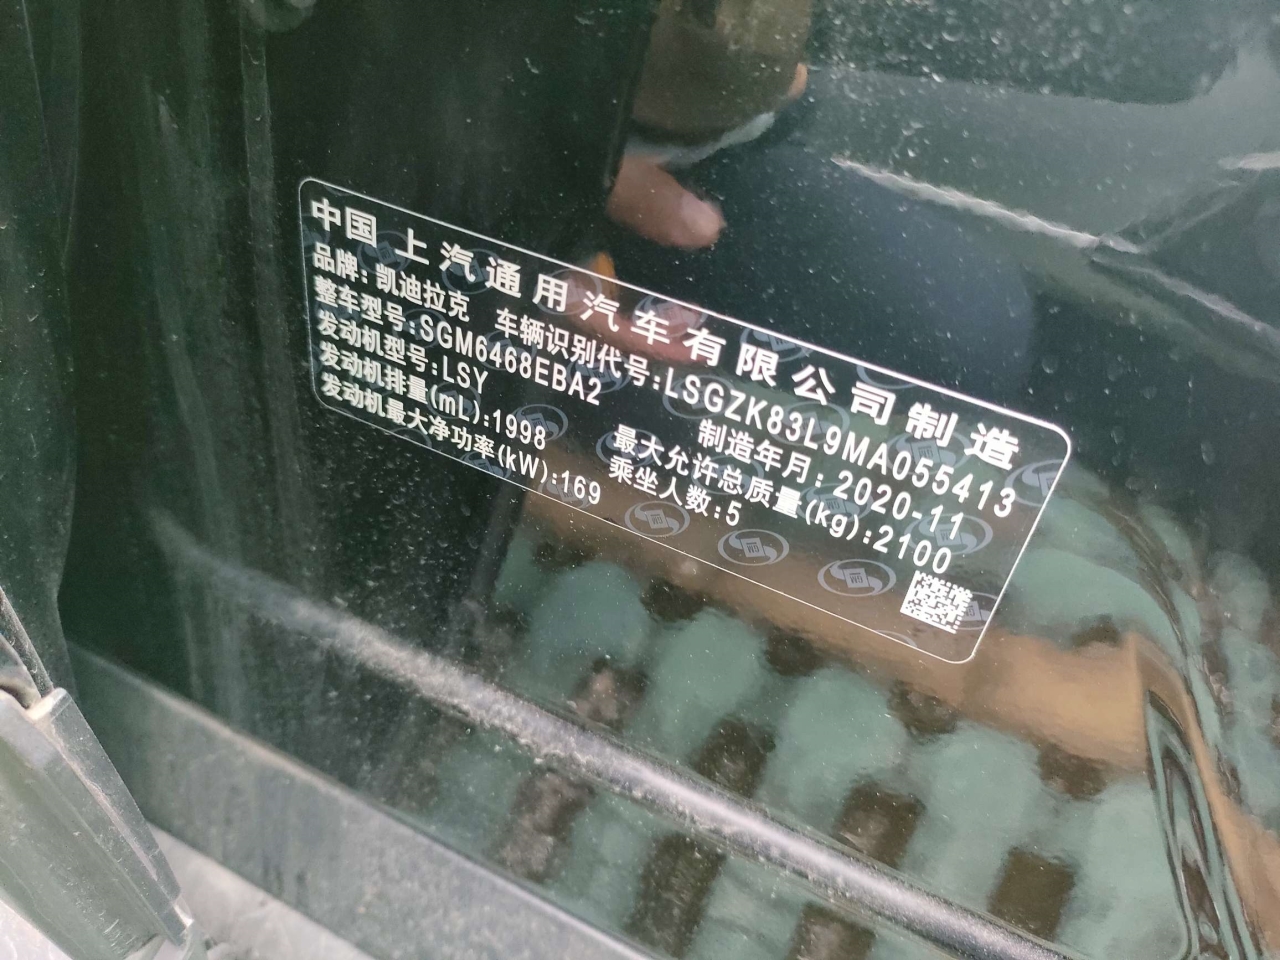 中国 上汽通用汽车有限公司制造
品牌:凯迪拉克 车辆识别代号:LSGZK83L9MA055413
整车型号:SGM6468EBA2 制造年月:2020-11
发动机型号:LSY 最大允许总质量(kg):2100
发动机排量(mL):1998 乘坐人数:5
发动机最大净功率(kW):169